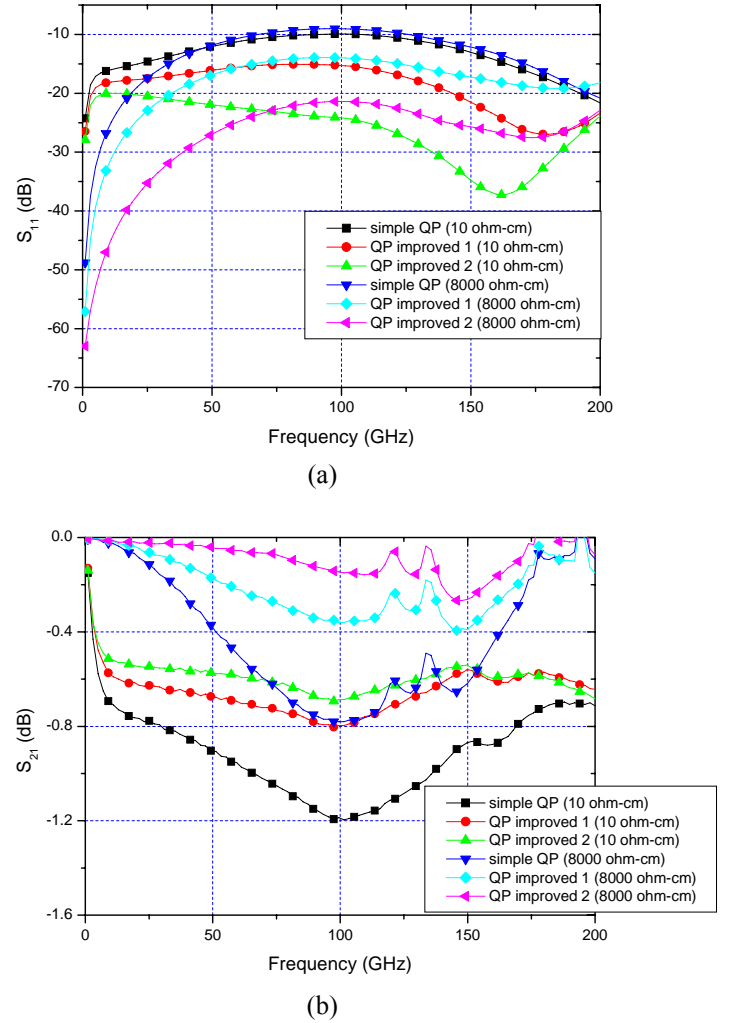 -10
-20
-30
-40
-50
-60
-70
S11 (dB)
simple QP (10 ohm-cm)
QP improved 1 (10 ohm-cm)
QP improved 2 (10 ohm-cm)
simple QP (8000 ohm-cm)
QP improved 1 (8000 ohm-cm)
QP improved 2 (8000 ohm-cm)
0 50 100 150 200
Frequency (GHz)
(a)
0.0
-0.4
-0.8
-1.2
-1.6
S21 (dB)
simple QP (10 ohm-cm)
QP improved 1 (10 ohm-cm)
QP improved 2 (10 ohm-cm)
simple QP (8000 ohm-cm)
QP improved 1 (8000 ohm-cm)
QP improved 2 (8000 ohm-cm)
0 50 100 150 200
Frequency (GHz)
(b)